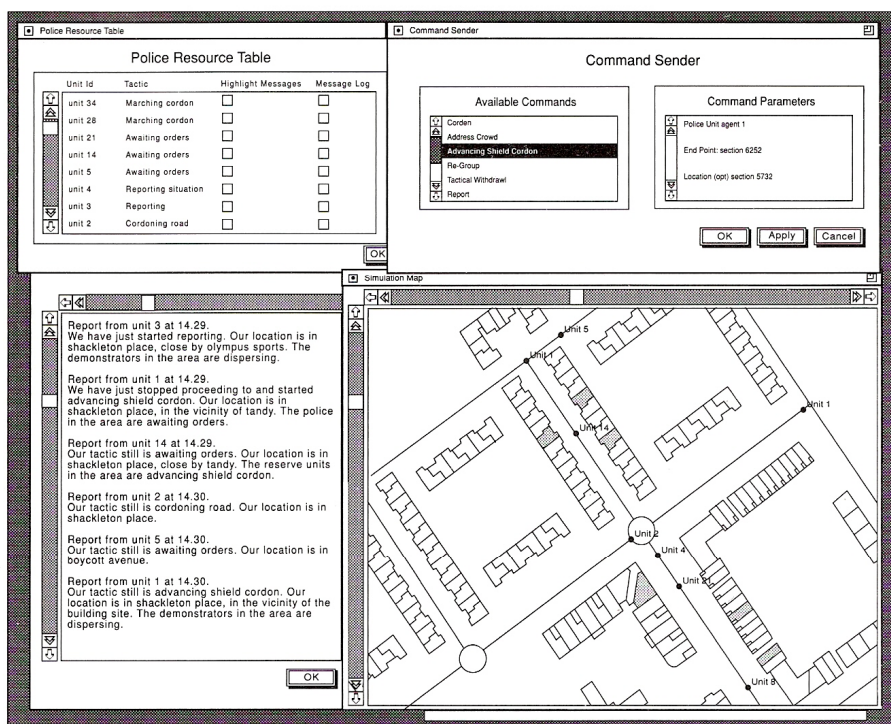 Police Resource Table
Police Resource Table
Unit Id Tactic Highlight Messages Message Log
unit 34 Marching cordon
unit 28 Marching cordon
unit 21 Awaiting orders
unit 14 Awaiting orders
unit 5 Awaiting orders
unit 4 Reporting situation
unit 3 Reporting
unit 2 Cordoning road
OK
Command Sender
Command Sender
Available Commands
Corden
Address Crowd
Advancing Shield Cordon
Re-Group
Tactical Withdrawl
Report
Command Parameters
Police Unit agent 1
End Point: section 6252
Location (opt) section 5732
OK Apply Cancel
Report from unit 3 at 14.29.
We have just started reporting. Our location is in
shackleton place, close by olympus sports. The
demonstrators in the area are dispersing.
Report from unit 1 at 14.29.
We have just stopped proceeding to and started
advancing shield cordon. Our location is in
shackleton place, in the vicinity of tandy. The police
in the area are awaiting orders.
Report from unit 14 at 14.29.
Our tactic still is awaiting orders. Our location is in
shackleton place, close by tandy. The reserve units
in the area are advancing shield cordon.
Report from unit 2 at 14.30.
Our tactic still is cordoning road. Our location is in
shackleton place.
Report from unit 5 at 14.30.
Our tactic still is awaiting orders. Our location is in
boycott avenue.
Report from unit 1 at 14.30.
Our tactic still is advancing shield cordon. Our
location is in shackleton place, in the vicinity of the
building site. The demonstrators in the area are
dispersing.
OK
Simulation Map
Unit 5
Unit 1
Unit 1
Unit 14
Unit 2
Unit 4
Unit 21
Unit 8